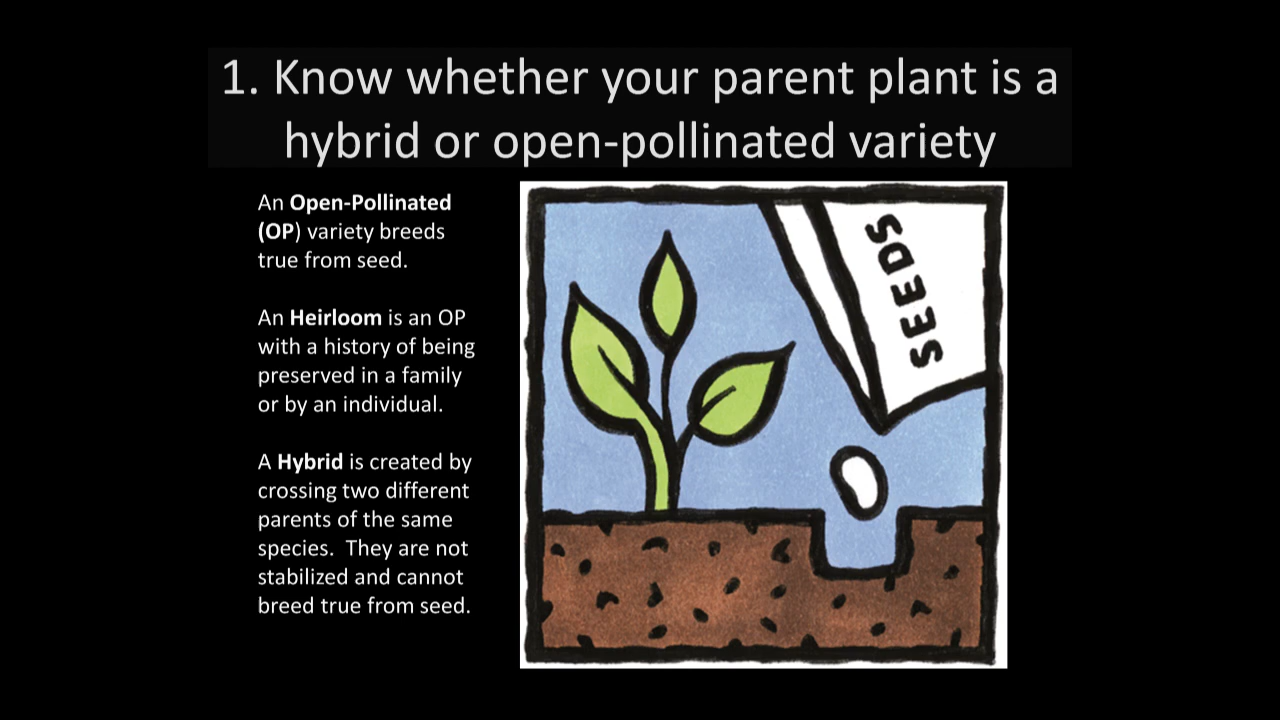 1. Know whether your parent plant is a
hybrid or open-pollinated variety
An Open-Pollinated
(OP) variety breeds
true from seed.
An Heirloom is an OP
with a history of being
preserved in a family
or by an individual.
A Hybrid is created by
crossing two different
parents of the same
species.  They are not
stabilized and cannot
breed true from seed.
SEEDS